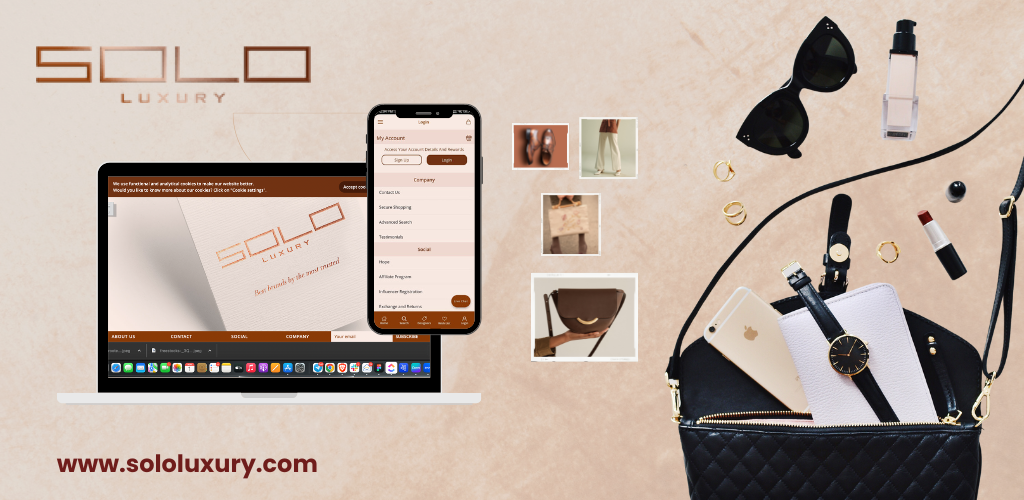 SOLO
LUXURY
We use functional and analytical cookies to make our website better.
Would you like to know more about our cookies? Click on "Cookie settings".
Accept coo
SOLO
LUXURY
Best brands by the most trusted
ABOUT US
CONTACT
SOCIAL
COMPANY
Your email
SUBSCRIBE
Login
My Account
Access Your Account Details And Rewards
Sign Up
Login
Company
Contact Us
Secure Shopping
Advanced Search
Testimonials
Social
Affiliate Program
Influencer Registration
Exchange and Returns
www.sololuxury.com